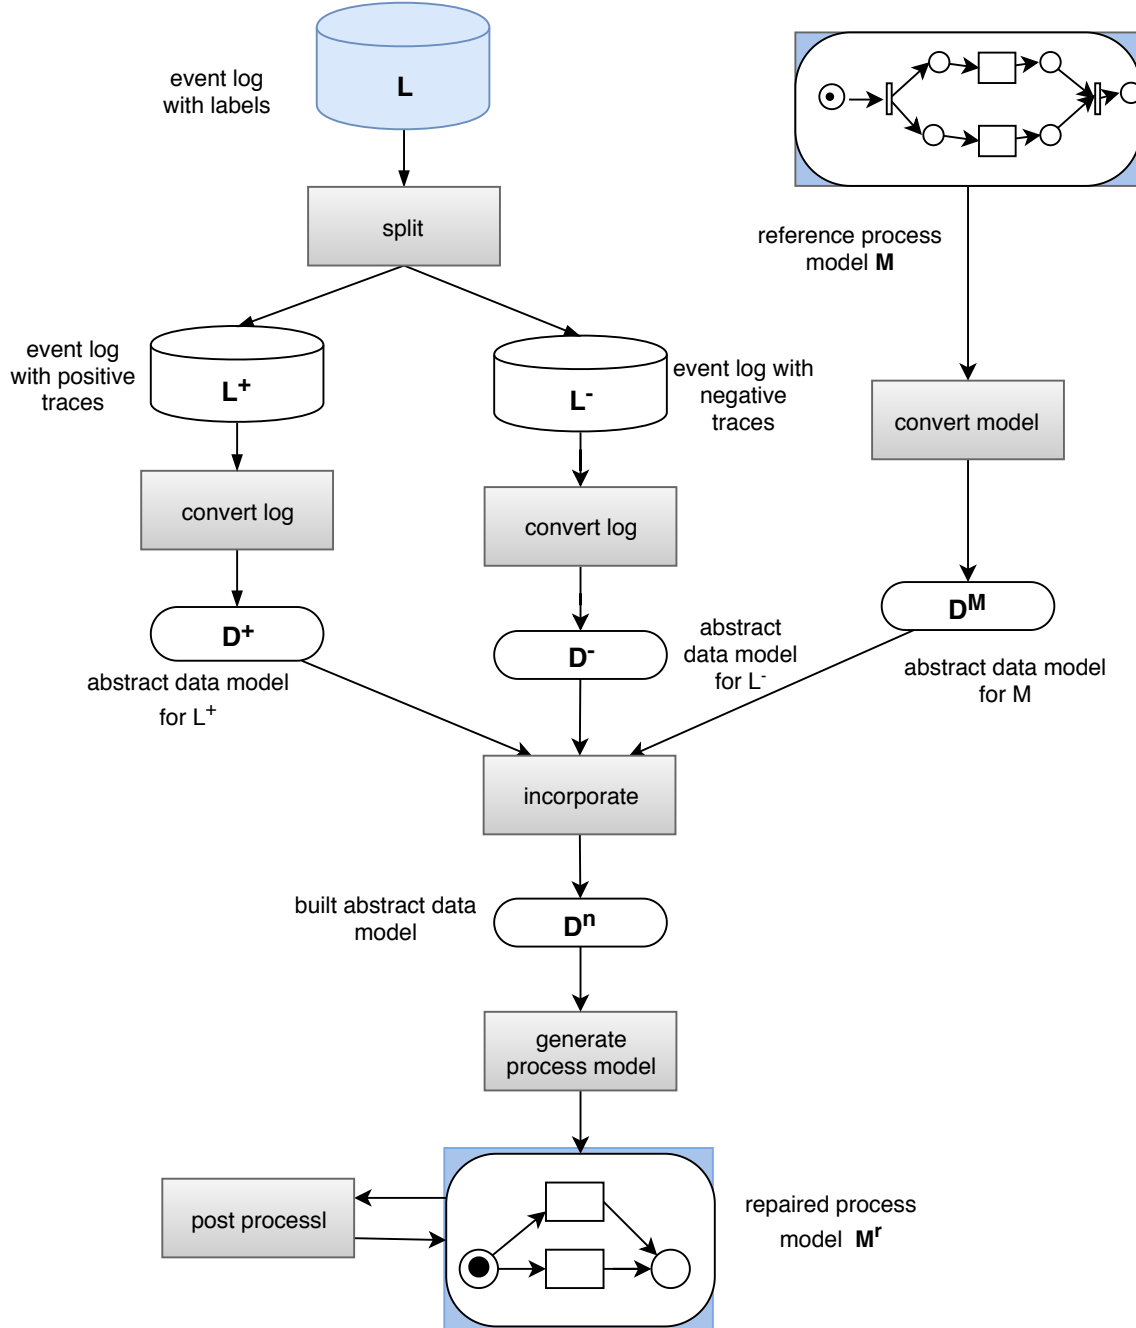 event log
with labels
L
split
reference process
model M
event log
with positive
traces
L+
L-
event log with
negative
traces
convert model
convert log
convert log
D+
D-
DM
abstract data model
for L+
abstract
data model
for L-
abstract data model
for M
incorporate
built abstract data
model
Dn
generate
process model
post processl
repaired process
model Mr